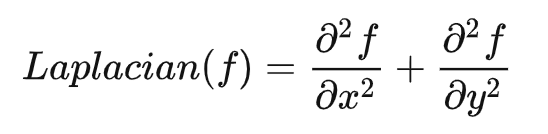 Laplacian(f) = ∂²f/∂x² + ∂²f/∂y²